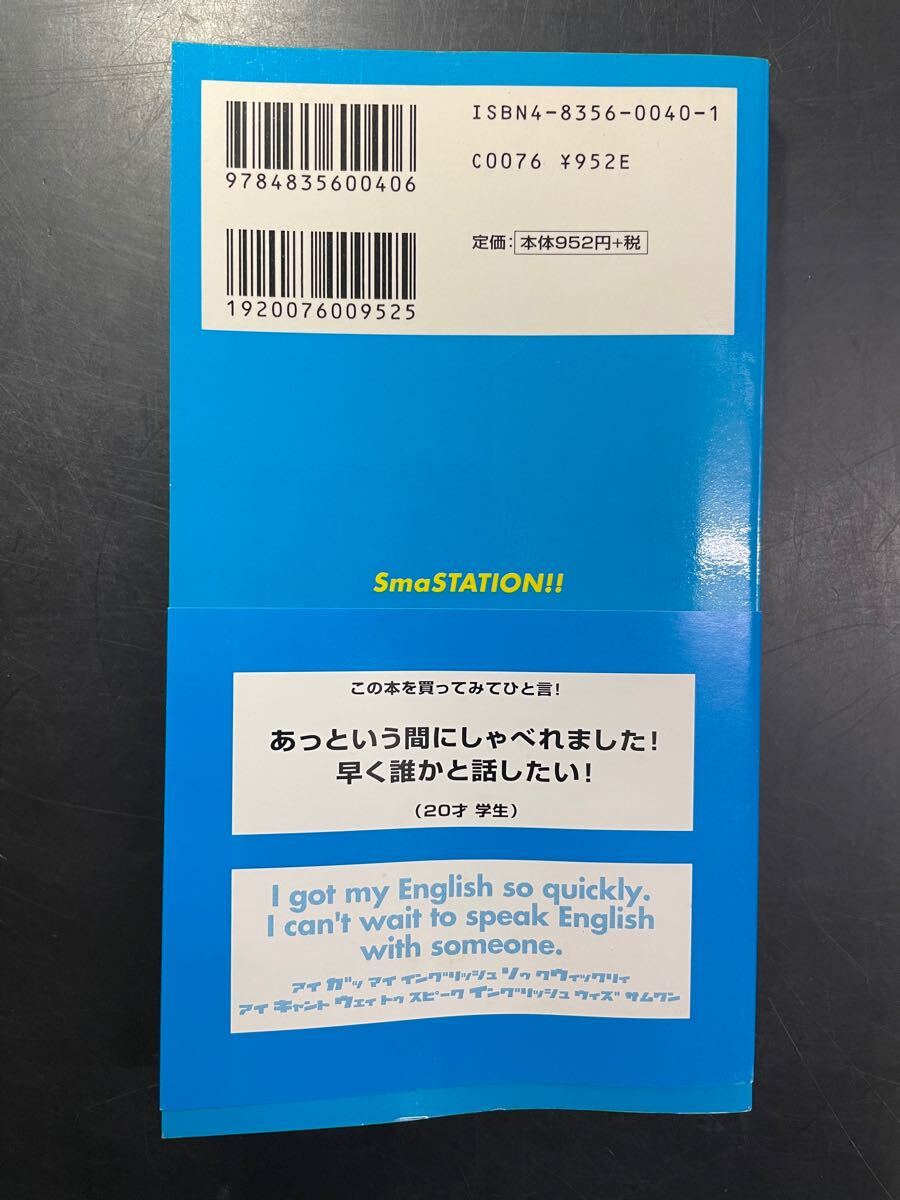 ISBN4-8356-0040-1
9784835600406
C0076 ¥952E
定価：本体952円+税
1920076009525
SmaSTATION!!
この本を買ってみてひと言！
あっという間にしゃべれました！
早く誰かと話したい！
（20才 学生）
I got my English so quickly.
I can't wait to speak English
with someone.
アイ ガッ マイ イングリッシュ ソゥ クウィックリィ
アイ キャント ウェイ トゥ スピーク イングリッシュ ウィズ サムワン